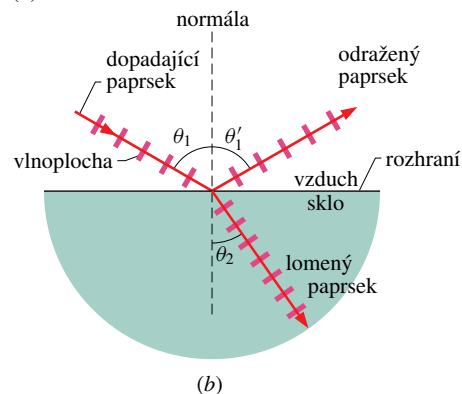 normála
dopadající
paprsek
odražený
paprsek
θ₁
θ′₁
vlnoplocha
rozhraní
vzduch
sklo
θ₂
lomený
paprsek
(b)